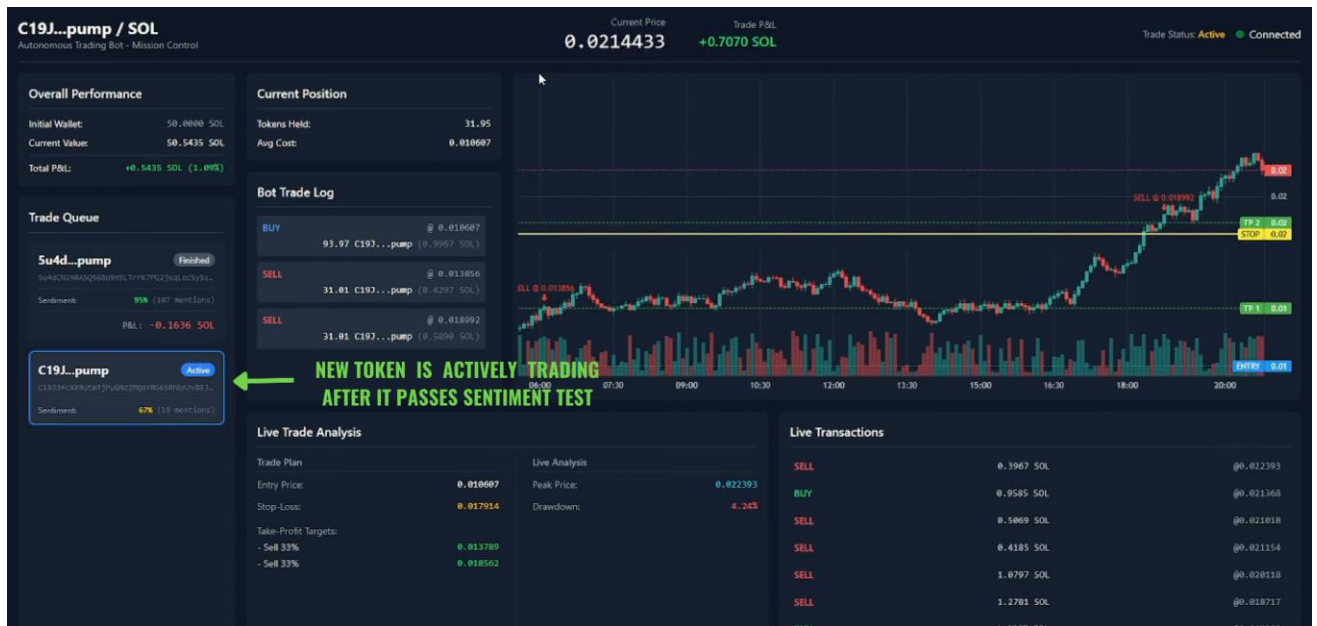 C19J...pump / SOL
Autonomous Trading Bot - Mission Control
Current Price
0.0214433
Trade P&L
+0.7070 SOL
Trade Status: Active
Connected
Overall Performance
Initial Wallet: 50.0000 SOL
Current Value: 50.5435 SOL
Total P&L: +0.5435 SOL (1.09%)
Trade Queue
5u4d...pump Finished
Sentiment: 95% (187 mentions)
P&L: -0.1636 SOL
C19J...pump Active
Sentiment: 67% (19 mentions)
Current Position
Tokens Held: 31.95
Avg Cost: 0.010607
Bot Trade Log
BUY @ 0.010607
93.97 C19J...pump (0.9967 SOL)
SELL @ 0.013856
31.01 C19J...pump (0.4297 SOL)
SELL @ 0.018992
31.01 C19J...pump (0.5890 SOL)
NEW TOKEN IS ACTIVELY TRADING
AFTER IT PASSES SENTIMENT TEST
ELL @ 0.013856
SELL @ 0.018992
0.02
0.02
TP 2 0.02
STOP 0.02
TP 1 0.01
ENTRY 0.01
06:00 07:30 09:00 10:30 12:00 13:30 15:00 16:30 18:00 20:00
Live Trade Analysis
Trade Plan
Entry Price: 0.010607
Stop-Loss: 0.017914
Take-Profit Targets:
- Sell 33% 0.013789
- Sell 33% 0.018562
Live Analysis
Peak Price: 0.022393
Drawdown: 4.24%
Live Transactions
SELL 0.3967 SOL @0.022393
BUY 0.9585 SOL @0.021368
SELL 0.5069 SOL @0.021018
SELL 0.4185 SOL @0.021154
SELL 1.0797 SOL @0.020118
SELL 1.2781 SOL @0.018717